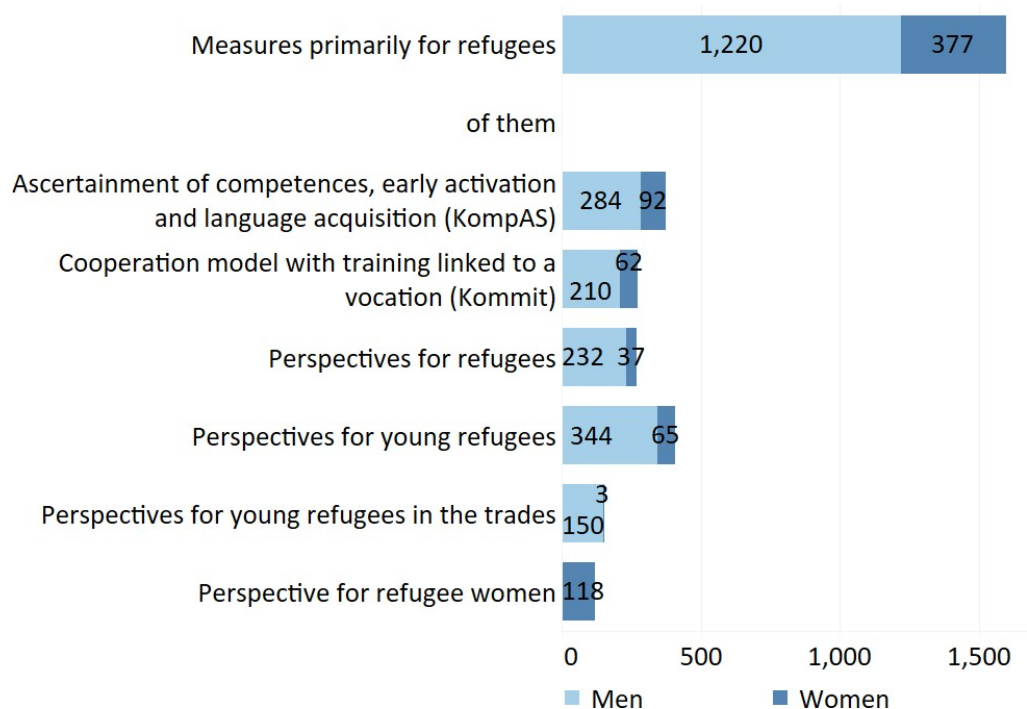 Measures primarily for refugees 1,220 377
of them
Ascertainment of competences, early activation
and language acquisition (KompAS) 284 92
Cooperation model with training linked to a
vocation (Kommit) 210 62
Perspectives for refugees 232 37
Perspectives for young refugees 344 65
Perspectives for young refugees in the trades 150 3
Perspective for refugee women 118
0 500 1,000 1,500
Men Women